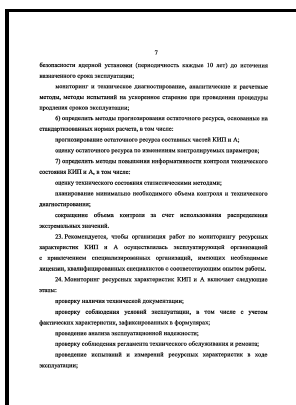 7
безопасности ядерной установки (периодичность каждые 10 лет) до истечения
назначенного срока эксплуатации;
мониторинг и техническое диагностирование, аналитические и расчетные
методы, методы испытаний на ускоренное старение при проведении процедуры
продления сроков эксплуатации;
6) определить методы прогнозирования остаточного ресурса, основанные на
стандартизованных нормах расчета, в том числе:
прогнозирование остаточного ресурса составных частей КИП и А;
оценку остаточного ресурса по изменениям контролируемых параметров;
7) определить методы повышения информативности контроля технического
состояния КИП и А, в том числе:
оценку технического состояния статистическими методами;
планирование минимально необходимого объема контроля и технического
диагностирования;
сокращение объема контроля за счет использования распределения
экстремальных значений.
23. Рекомендуется, чтобы организация работ по мониторингу ресурсных
характеристик КИП и А осуществлялась эксплуатирующей организацией
с привлечением специализированных организаций, имеющих необходимые
лицензии, квалифицированных специалистов с соответствующим опытом работы.
24. Мониторинг ресурсных характеристик КИП и А включает следующие
этапы:
проверку наличия технической документации;
проверку соблюдения условий эксплуатации, в том числе с учетом
фактических характеристик, зафиксированных в формулярах;
проведение анализа эксплуатационной надежности;
проверку соблюдения регламента технического обслуживания и ремонта;
проведение испытаний и измерений ресурсных характеристик в ходе
эксплуатации;